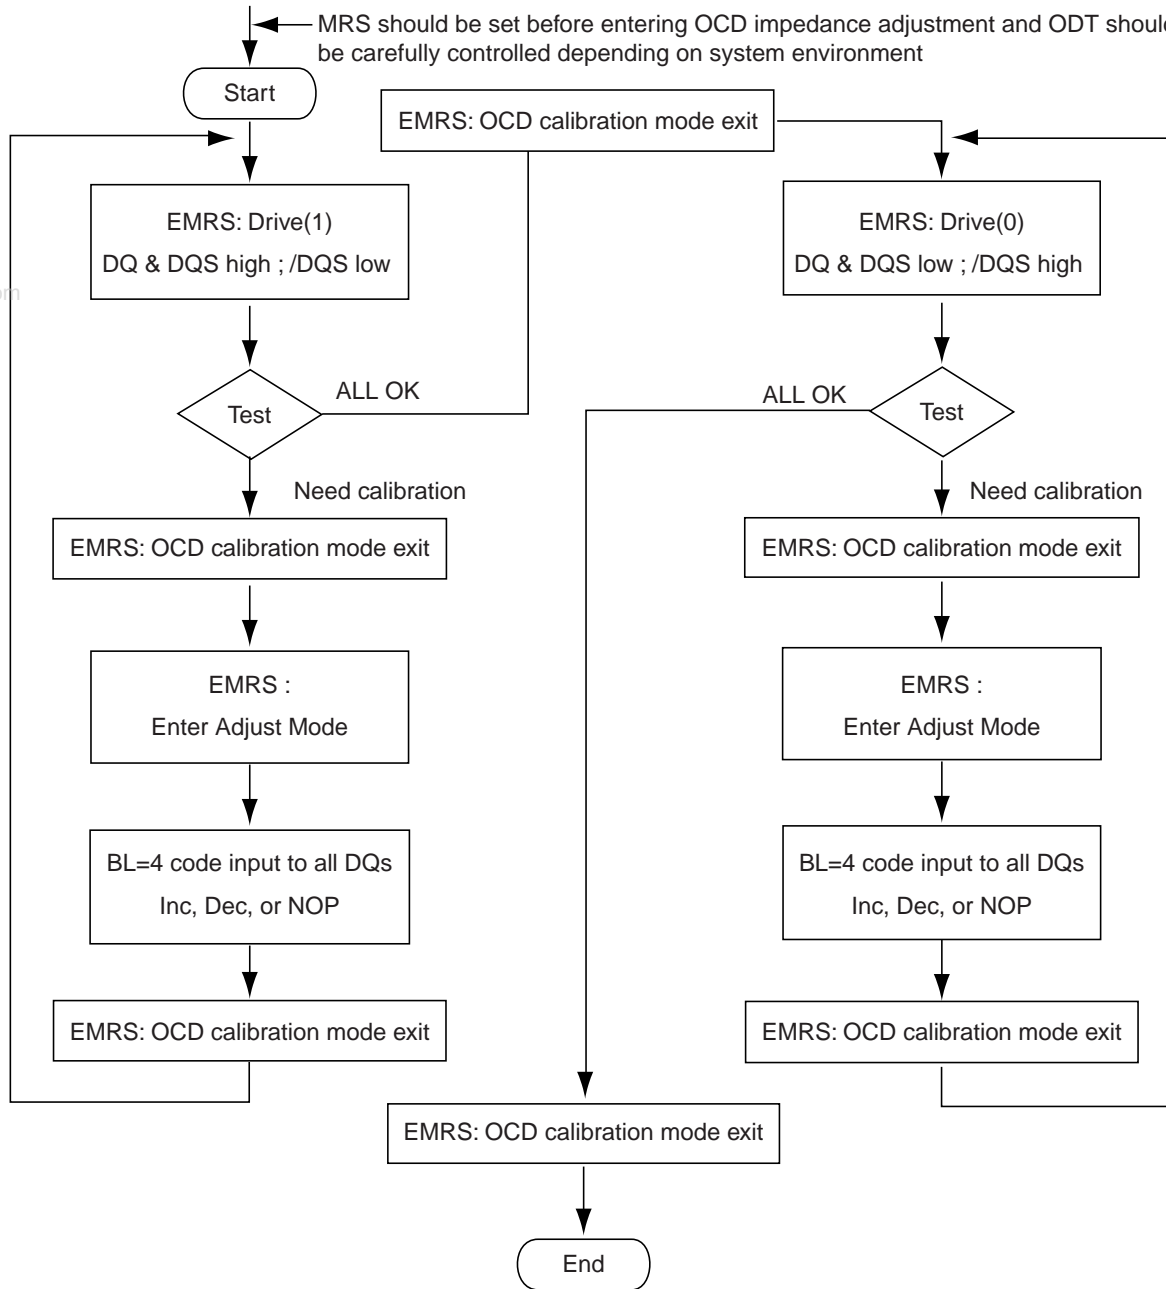 MRS should be set before entering OCD impedance adjustment and ODT should
be carefully controlled depending on system environment
Start
EMRS: OCD calibration mode exit
EMRS: Drive(1)
DQ & DQS high ; /DQS low
EMRS: Drive(0)
DQ & DQS low ; /DQS high
om
ALL OK
Test
ALL OK
Test
Need calibration
Need calibration
EMRS: OCD calibration mode exit
EMRS: OCD calibration mode exit
EMRS :
Enter Adjust Mode
EMRS :
Enter Adjust Mode
BL=4 code input to all DQs
Inc, Dec, or NOP
BL=4 code input to all DQs
Inc, Dec, or NOP
EMRS: OCD calibration mode exit
EMRS: OCD calibration mode exit
EMRS: OCD calibration mode exit
End